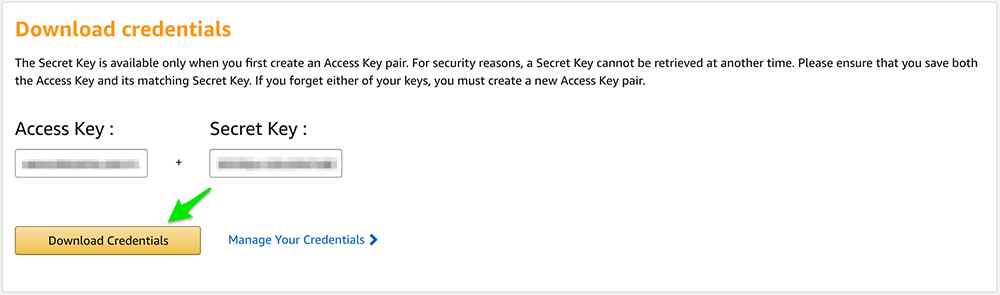 Download credentials
The Secret Key is available only when you first create an Access Key pair. For security reasons, a Secret Key cannot be retrieved at another time. Please ensure that you save both
the Access Key and its matching Secret Key. If you forget either of your keys, you must create a new Access Key pair.
Access Key : Secret Key :
+
Download Credentials Manage Your Credentials